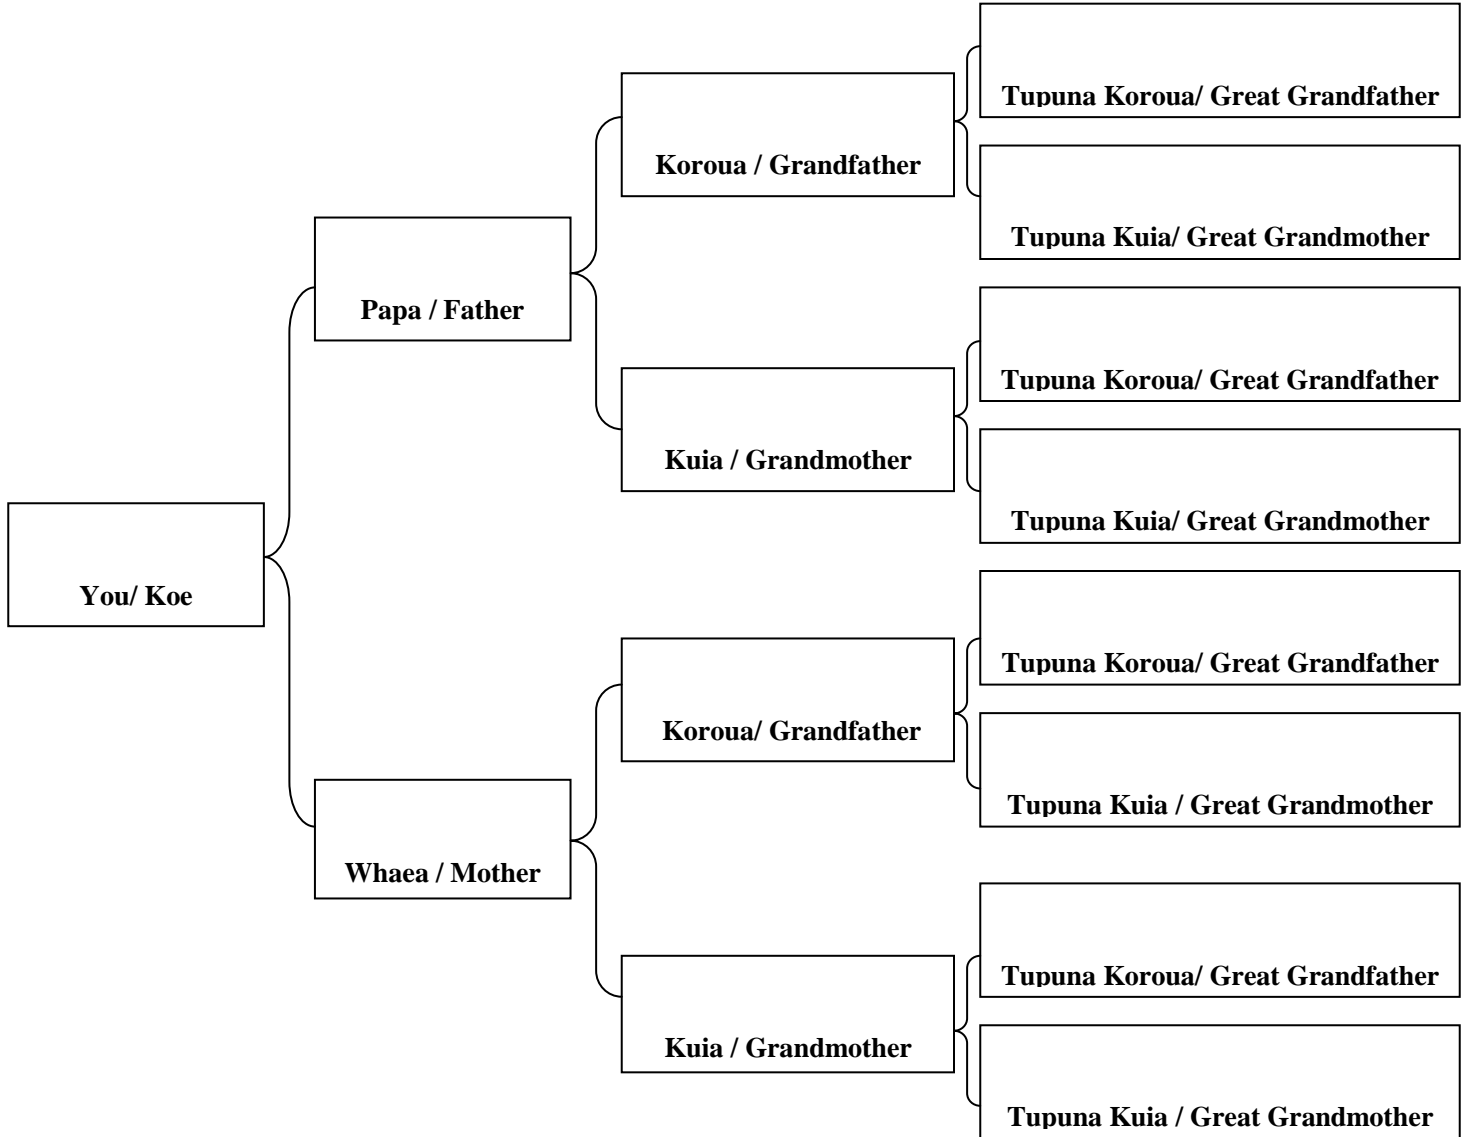 Tupuna Koroua/ Great Grandfather
Koroua / Grandfather
Tupuna Kuia/ Great Grandmother
Papa / Father
Tupuna Koroua/ Great Grandfather
Kuia / Grandmother
Tupuna Kuia/ Great Grandmother
You/ Koe
Tupuna Koroua/ Great Grandfather
Koroua/ Grandfather
Tupuna Kuia / Great Grandmother
Whaea / Mother
Tupuna Koroua/ Great Grandfather
Kuia / Grandmother
Tupuna Kuia / Great Grandmother